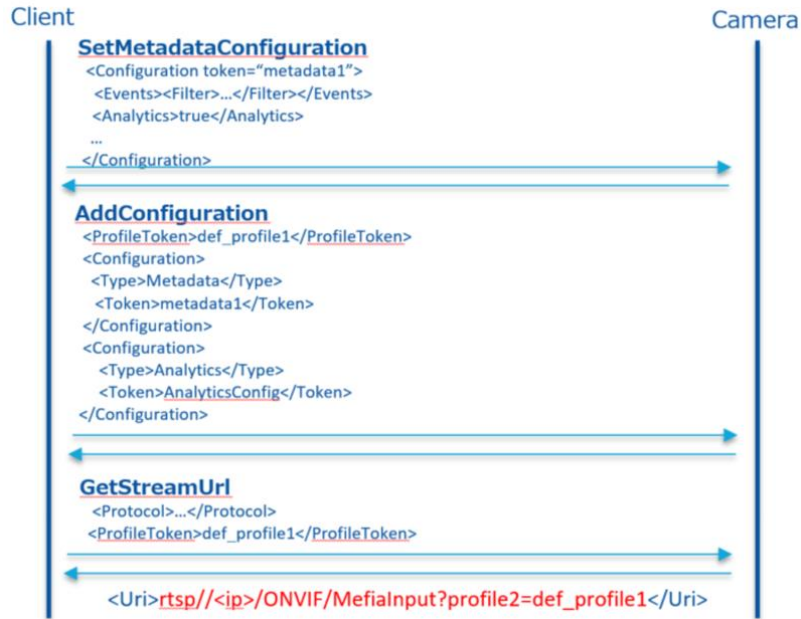 Client
Camera
SetMetadataConfiguration
<Configuration token=“metadata1”>
<Events><Filter>…</Filter></Events>
<Analytics>true</Analytics>
…
</Configuration>
AddConfiguration
<ProfileToken>def_profile1</ProfileToken>
<Configuration>
<Type>Metadata</Type>
<Token>metadata1</Token>
</Configuration>
<Configuration>
<Type>Analytics</Type>
<Token>AnalyticsConfig</Token>
</Configuration>
GetStreamUrl
<Protocol>…</Protocol>
<ProfileToken>def_profile1</ProfileToken>
<Uri>rtsp//<ip>/ONVIF/MefiaInput?profile2=def_profile1</Uri>